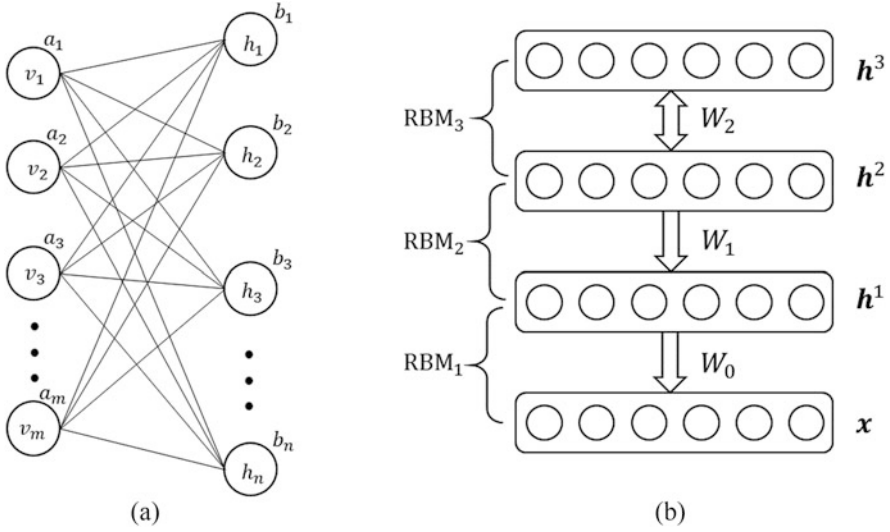 a₁
v₁
a₂
v₂
a₃
v₃
aₘ
vₘ
b₁
h₁
b₂
h₂
b₃
h₃
bₙ
hₙ
(a)
h³
RBM₃
W₂
h²
RBM₂
W₁
h¹
RBM₁
W₀
x
(b)